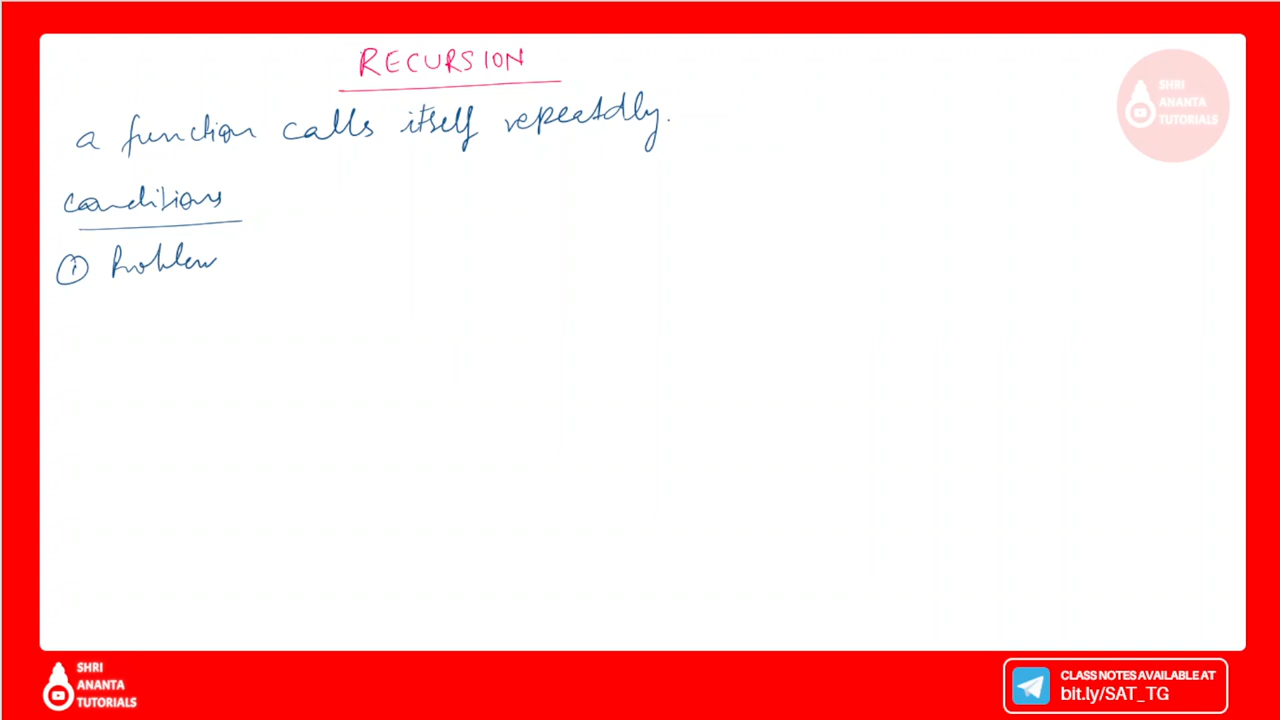 RECURSION
a function calls itself repeatdly.
Conditions
① Problem
SHRI
ANANTA
TUTORIALS
SHRI
ANANTA
TUTORIALS
CLASS NOTES AVAILABLE AT
bit.ly/SAT_TG